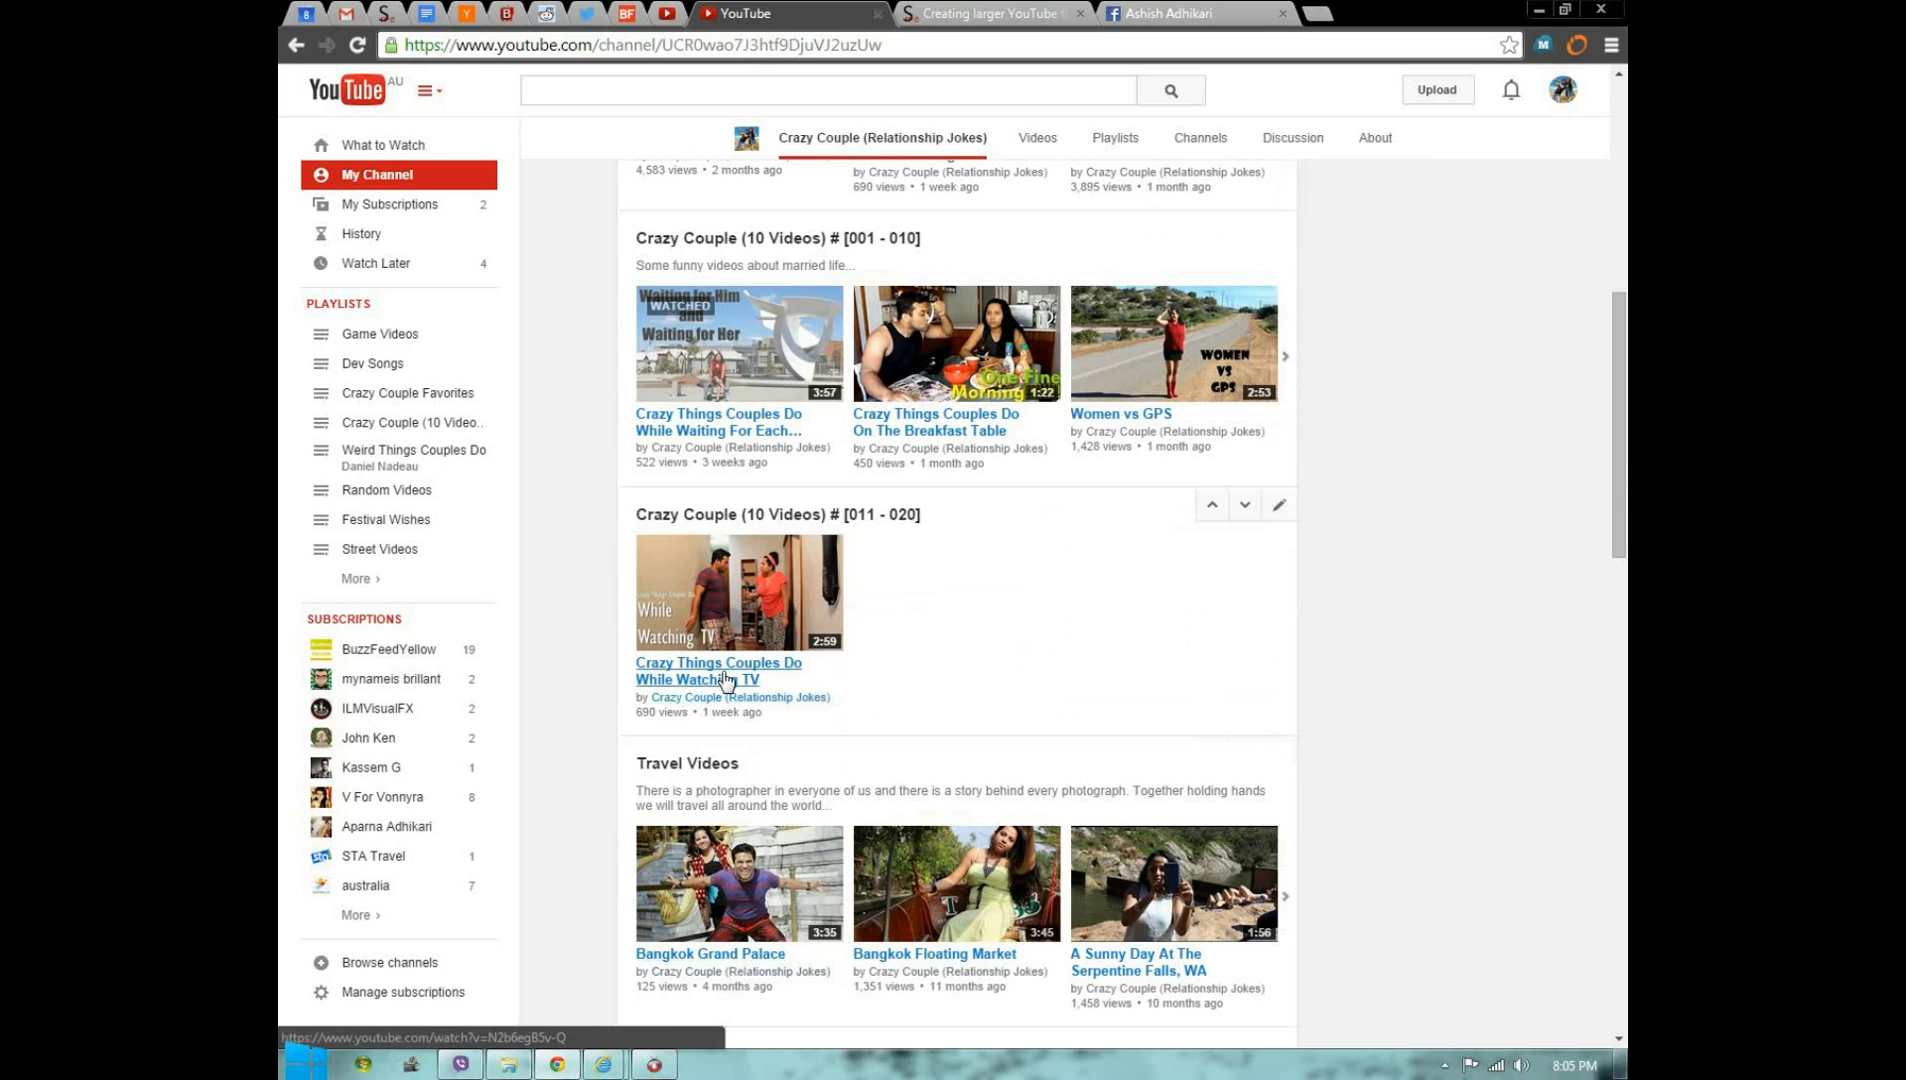 YouTube
Creating larger YouTube
Ashish Adhikari
https://www.youtube.com/channel/UCR0wao7J3htf9DjuVJ2uzUw
YouTube AU
Upload
Crazy Couple (Relationship Jokes) Videos Playlists Channels Discussion About
What to Watch
My Channel
My Subscriptions 2
History
Watch Later 4
PLAYLISTS
Game Videos
Dev Songs
Crazy Couple Favorites
Crazy Couple (10 Video...
Weird Things Couples Do
Daniel Nadeau
Random Videos
Festival Wishes
Street Videos
More ›
SUBSCRIPTIONS
BuzzFeedYellow 19
mynameis brillant 2
ILMVisualFX 2
John Ken 2
Kassem G 1
V For Vonnyra 8
Aparna Adhikari
STA Travel 1
australia 7
More ›
Browse channels
Manage subscriptions
4,583 views • 2 months ago
by Crazy Couple (Relationship Jokes)
690 views • 1 week ago
by Crazy Couple (Relationship Jokes)
3,895 views • 1 month ago
Crazy Couple (10 Videos) # [001 - 010]
Some funny videos about married life...
Waiting for Him
WATCHED
and
Waiting for Her
3:57
Crazy Things Couples Do
While Waiting For Each...
by Crazy Couple (Relationship Jokes)
522 views • 3 weeks ago
One Fine
Morning
1:22
Crazy Things Couples Do
On The Breakfast Table
by Crazy Couple (Relationship Jokes)
450 views • 1 month ago
WOMEN
VS
GPS
2:53
Women vs GPS
by Crazy Couple (Relationship Jokes)
1,428 views • 1 month ago
Crazy Couple (10 Videos) # [011 - 020]
While
Watching TV
2:59
Crazy Things Couples Do
While Watching TV
by Crazy Couple (Relationship Jokes)
690 views • 1 week ago
Travel Videos
There is a photographer in everyone of us and there is a story behind every photograph. Together holding hands
we will travel all around the world...
3:35
Bangkok Grand Palace
by Crazy Couple (Relationship Jokes)
125 views • 4 months ago
3:45
Bangkok Floating Market
by Crazy Couple (Relationship Jokes)
1,351 views • 11 months ago
1:56
A Sunny Day At The
Serpentine Falls, WA
by Crazy Couple (Relationship Jokes)
1,458 views • 10 months ago
https://www.youtube.com/watch?v=N2b6egB5v-Q
8:05 PM